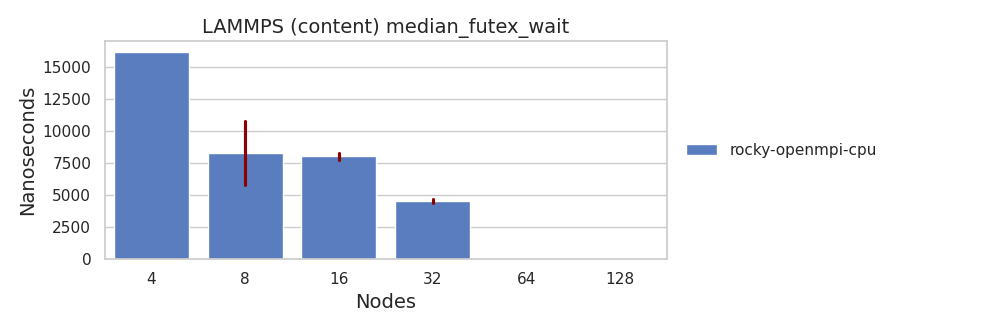 LAMMPS (content) median_futex_wait
Nanoseconds
15000
12500
10000
7500
5000
2500
0
4 8 16 32 64 128
Nodes
rocky-openmpi-cpu